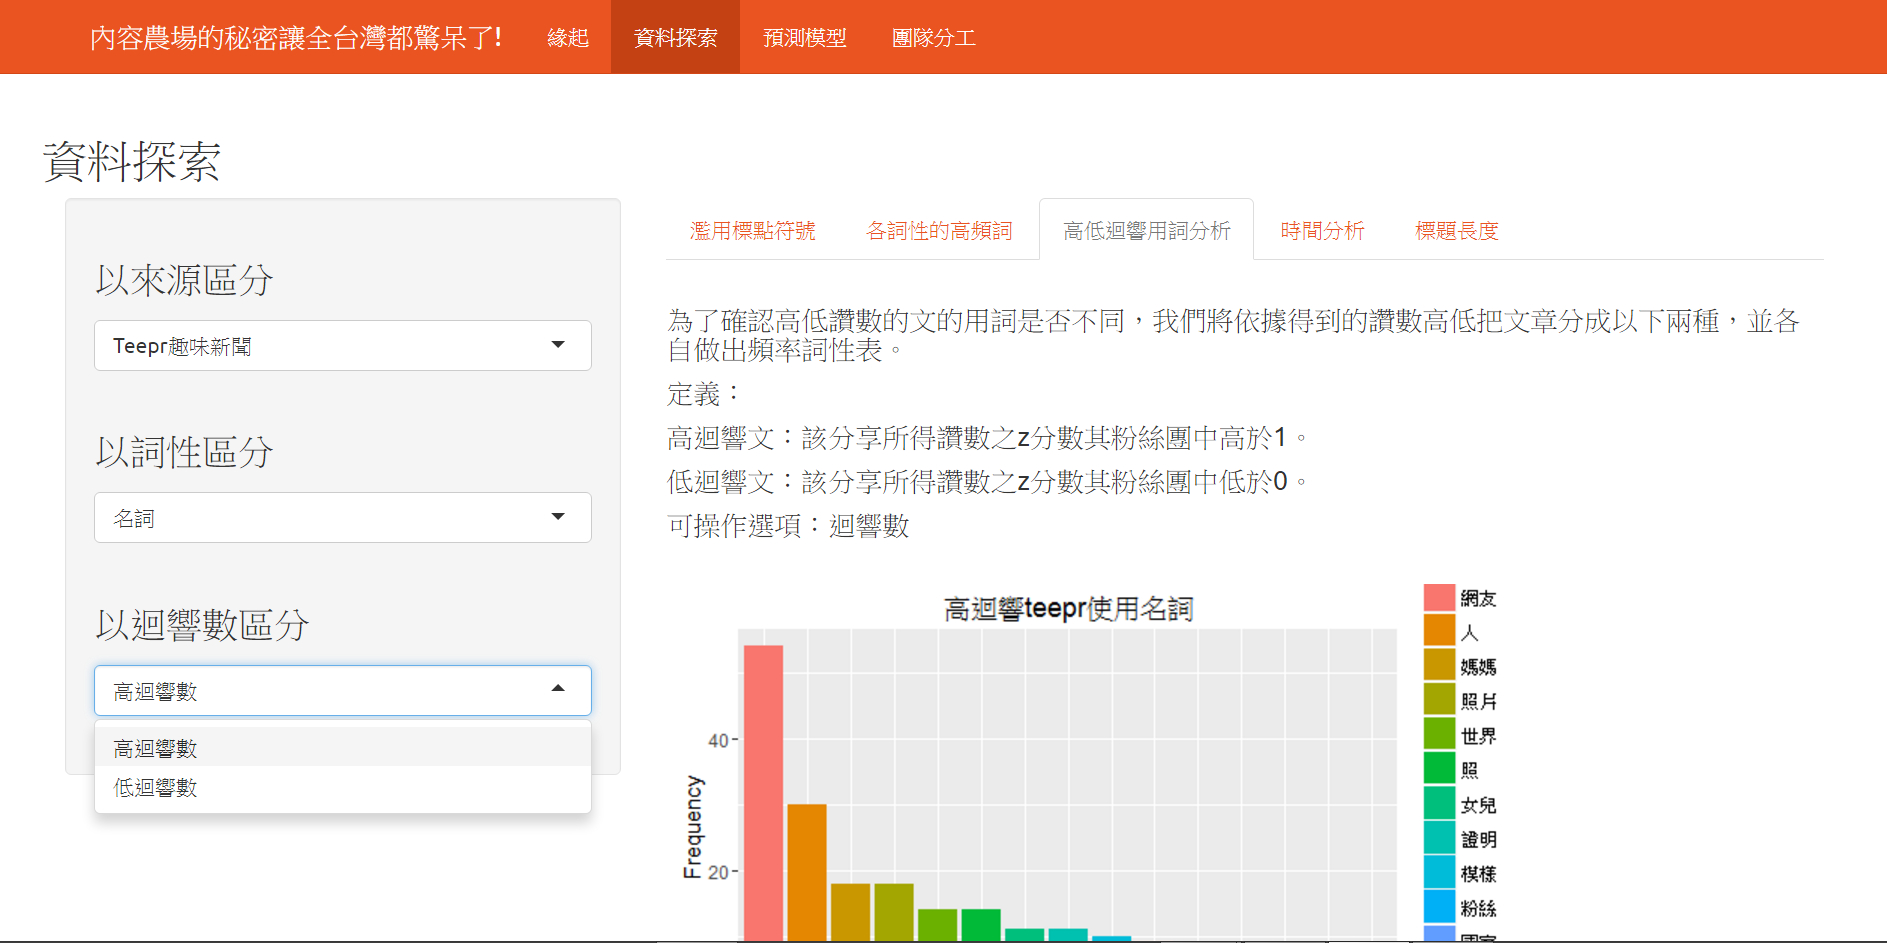 內容農場的秘密讓全台灣都驚呆了! 緣起 資料探索 預測模型 團隊分工
資料探索
以來源區分
Teepr趣味新聞
以詞性區分
名詞
以迴響數區分
高迴響數
高迴響數
低迴響數
濫用標點符號 各詞性的高頻詞 高低迴響用詞分析 時間分析 標題長度
為了確認高低讚數的文的用詞是否不同，我們將依據得到的讚數高低把文章分成以下兩種，並各
自做出頻率詞性表。
定義：
高迴響文：該分享所得讚數之z分數其粉絲團中高於1。
低迴響文：該分享所得讚數之z分數其粉絲團中低於0。
可操作選項：迴響數
高迴響teepr使用名詞
Frequency
40
20
網友
人
媽媽
照片
世界
照
女兒
證明
模樣
粉絲